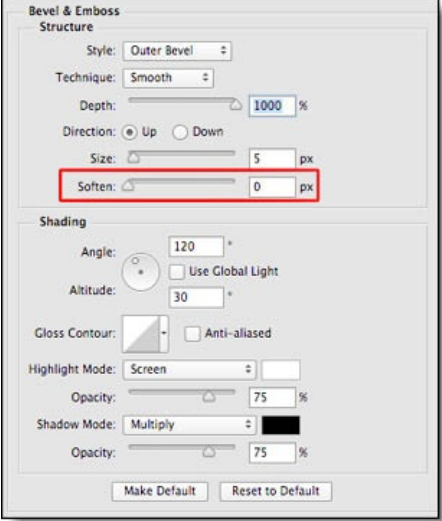 Bevel & Emboss
Structure
Style: Outer Bevel
Technique: Smooth
Depth: 1000 %
Direction: Up Down
Size: 5 px
Soften: 0 px
Shading
Angle: 120 °
Use Global Light
Altitude: 30 °
Gloss Contour: Anti-aliased
Highlight Mode: Screen
Opacity: 75 %
Shadow Mode: Multiply
Opacity: 75 %
Make Default Reset to Default